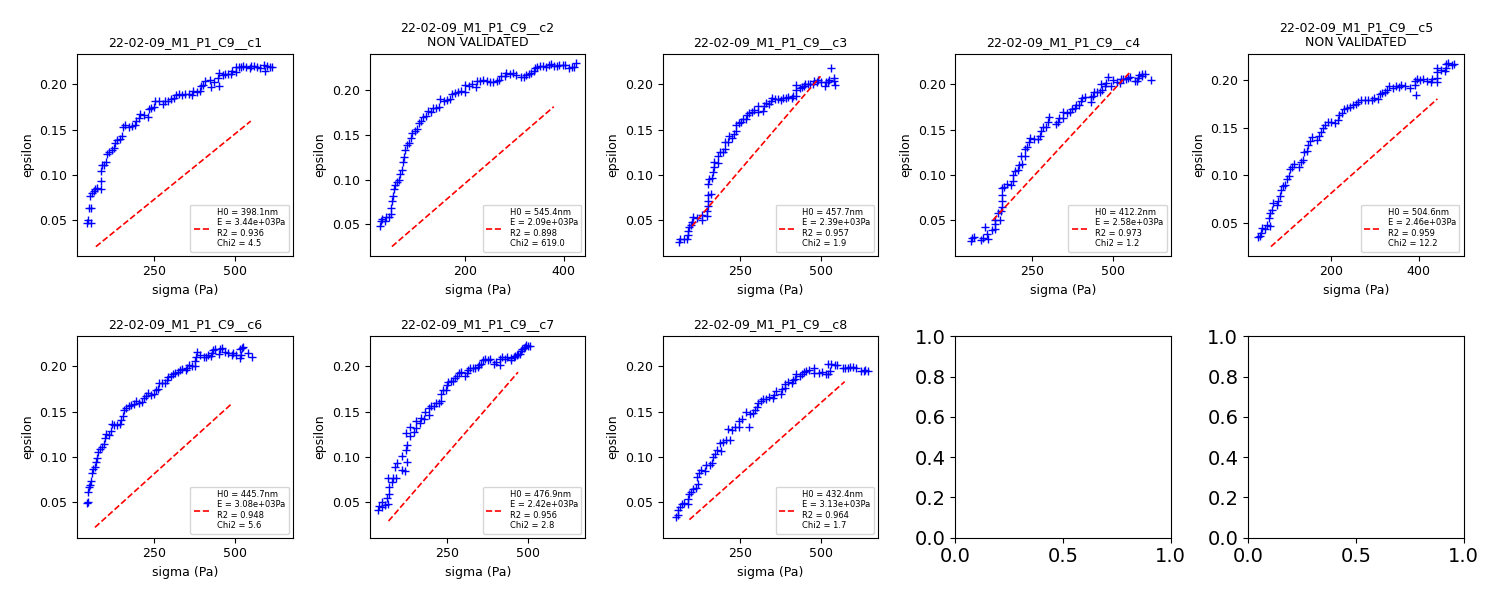 22-02-09_M1_P1_C9__c1
epsilon
0.20
0.15
0.10
0.05
H0 = 398.1nm
E = 3.44e+03Pa
R2 = 0.936
Chi2 = 4.5
250 500
sigma (Pa)
22-02-09_M1_P1_C9__c2
NON VALIDATED
epsilon
0.20
0.15
0.10
0.05
H0 = 545.4nm
E = 2.09e+03Pa
R2 = 0.898
Chi2 = 619.0
200 400
sigma (Pa)
22-02-09_M1_P1_C9__c3
epsilon
0.20
0.15
0.10
0.05
H0 = 457.7nm
E = 2.39e+03Pa
R2 = 0.957
Chi2 = 1.9
250 500
sigma (Pa)
22-02-09_M1_P1_C9__c4
epsilon
0.20
0.15
0.10
0.05
H0 = 412.2nm
E = 2.58e+03Pa
R2 = 0.973
Chi2 = 1.2
250 500
sigma (Pa)
22-02-09_M1_P1_C9__c5
NON VALIDATED
epsilon
0.20
0.15
0.10
0.05
H0 = 504.6nm
E = 2.46e+03Pa
R2 = 0.959
Chi2 = 12.2
200 400
sigma (Pa)
22-02-09_M1_P1_C9__c6
epsilon
0.20
0.15
0.10
0.05
H0 = 445.7nm
E = 3.08e+03Pa
R2 = 0.948
Chi2 = 5.6
250 500
sigma (Pa)
22-02-09_M1_P1_C9__c7
epsilon
0.20
0.15
0.10
0.05
H0 = 476.9nm
E = 2.42e+03Pa
R2 = 0.956
Chi2 = 2.8
250 500
sigma (Pa)
22-02-09_M1_P1_C9__c8
epsilon
0.20
0.15
0.10
0.05
H0 = 432.4nm
E = 3.13e+03Pa
R2 = 0.964
Chi2 = 1.7
250 500
sigma (Pa)
1.0
0.8
0.6
0.4
0.2
0.0
0.0 0.5 1.0
1.0
0.8
0.6
0.4
0.2
0.0
0.0 0.5 1.0